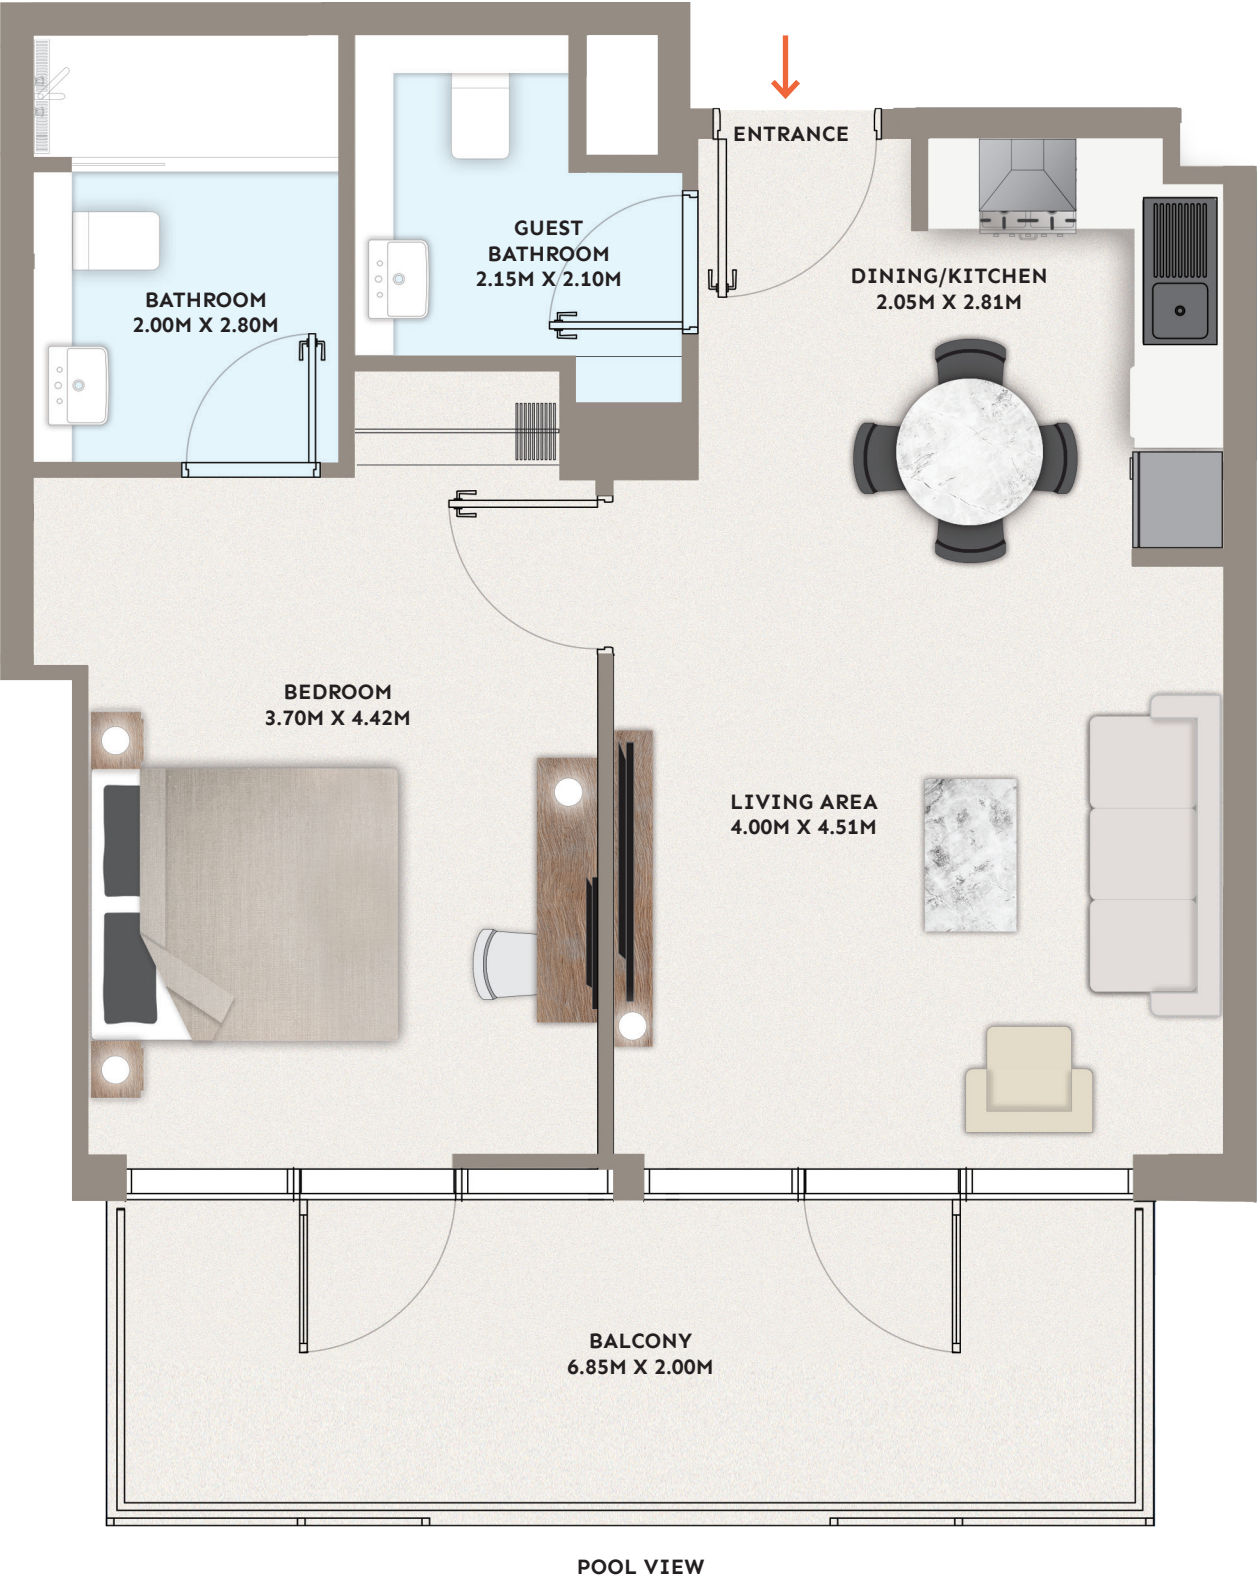 ENTRANCE
GUEST
BATHROOM
2.15M X 2.10M
DINING/KITCHEN
2.05M X 2.81M
BATHROOM
2.00M X 2.80M
BEDROOM
3.70M X 4.42M
LIVING AREA
4.00M X 4.51M
BALCONY
6.85M X 2.00M
POOL VIEW